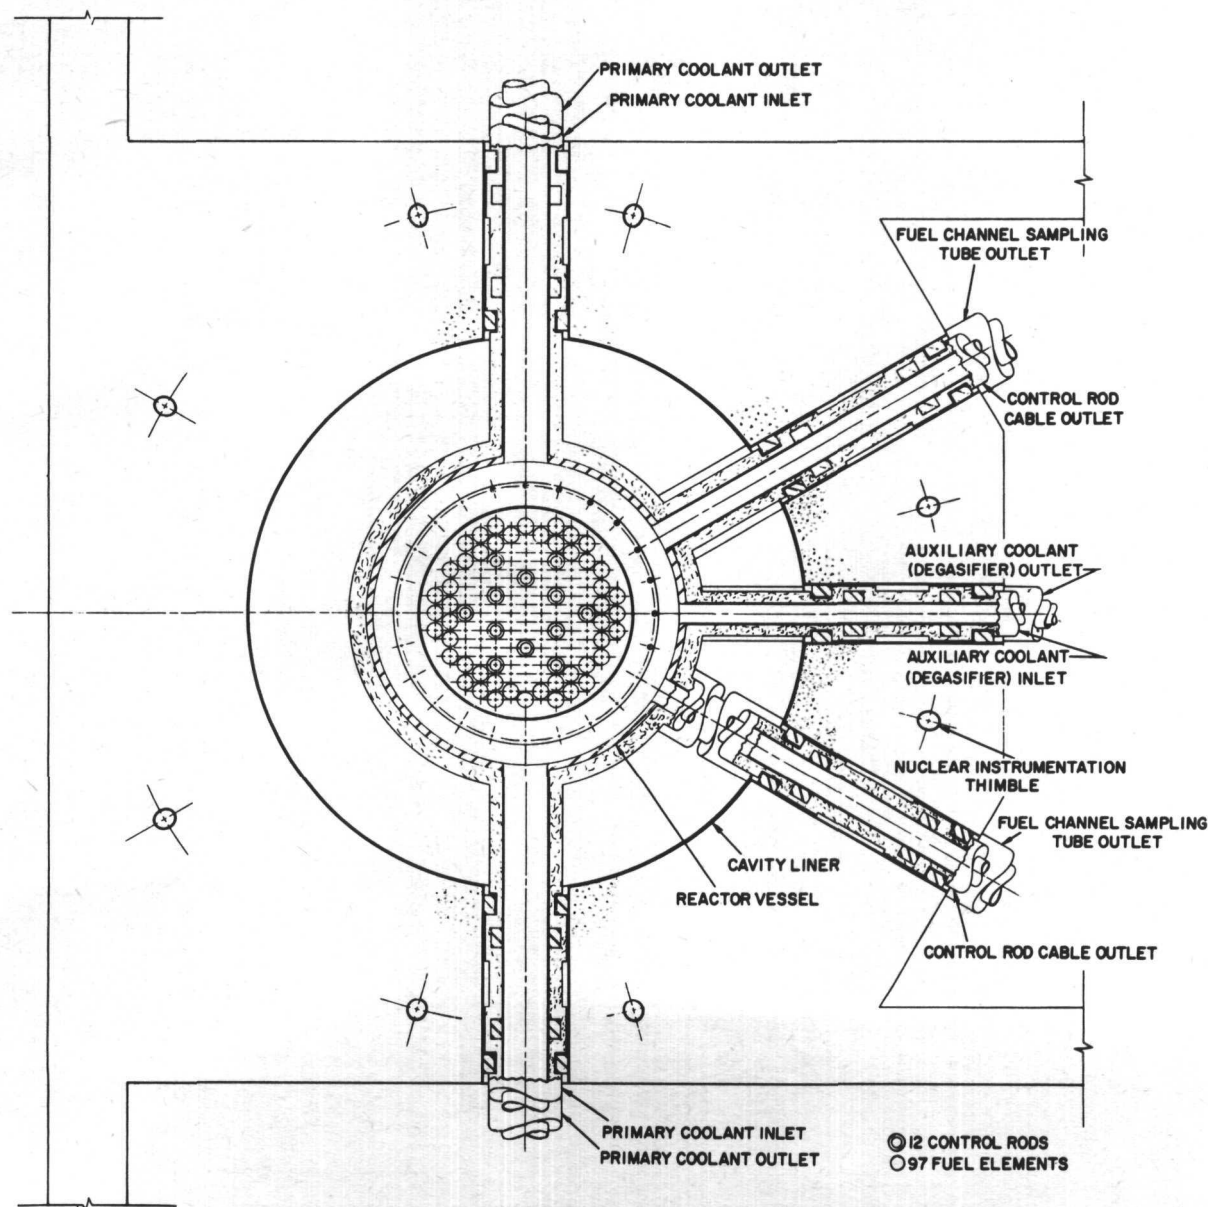 PRIMARY COOLANT OUTLET
PRIMARY COOLANT INLET
FUEL CHANNEL SAMPLING
TUBE OUTLET
CONTROL ROD
CABLE OUTLET
AUXILIARY COOLANT
(DEGASIFIER) OUTLET
AUXILIARY COOLANT
(DEGASIFIER) INLET
NUCLEAR INSTRUMENTATION
THIMBLE
FUEL CHANNEL SAMPLING
TUBE OUTLET
CAVITY LINER
REACTOR VESSEL
CONTROL ROD CABLE OUTLET
PRIMARY COOLANT INLET
PRIMARY COOLANT OUTLET
12 CONTROL RODS
97 FUEL ELEMENTS